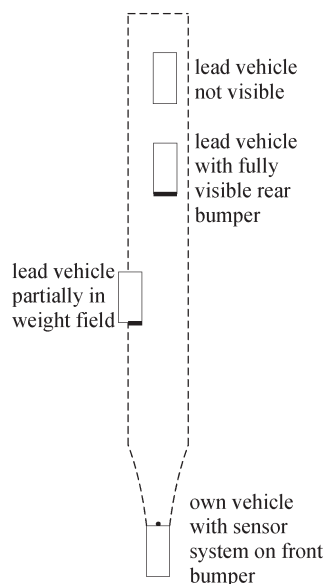 lead vehicle
not visible
lead vehicle
with fully
visible rear
bumper
lead vehicle
partially in
weight field
own vehicle
with sensor
system on front
bumper